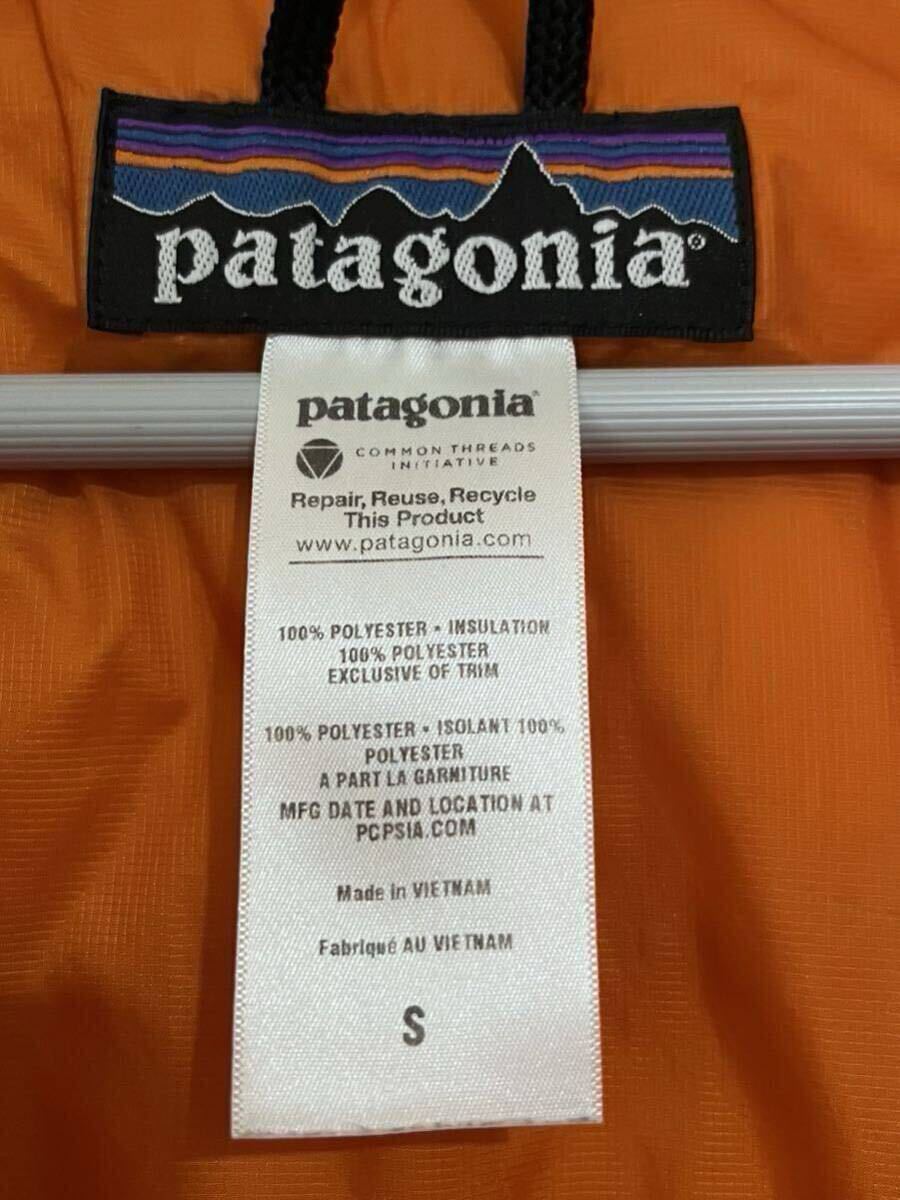 patagonia®
patagonia®
COMMON THREADS
INITIATIVE
Repair, Reuse, Recycle
This Product
www.patagonia.com
100% POLYESTER • INSULATION
100% POLYESTER
EXCLUSIVE OF TRIM
100% POLYESTER • ISOLANT 100%
POLYESTER
A PART LA GARNITURE
MFG DATE AND LOCATION AT
PCPSIA.COM
Made in VIETNAM
Fabriqué AU VIETNAM
S